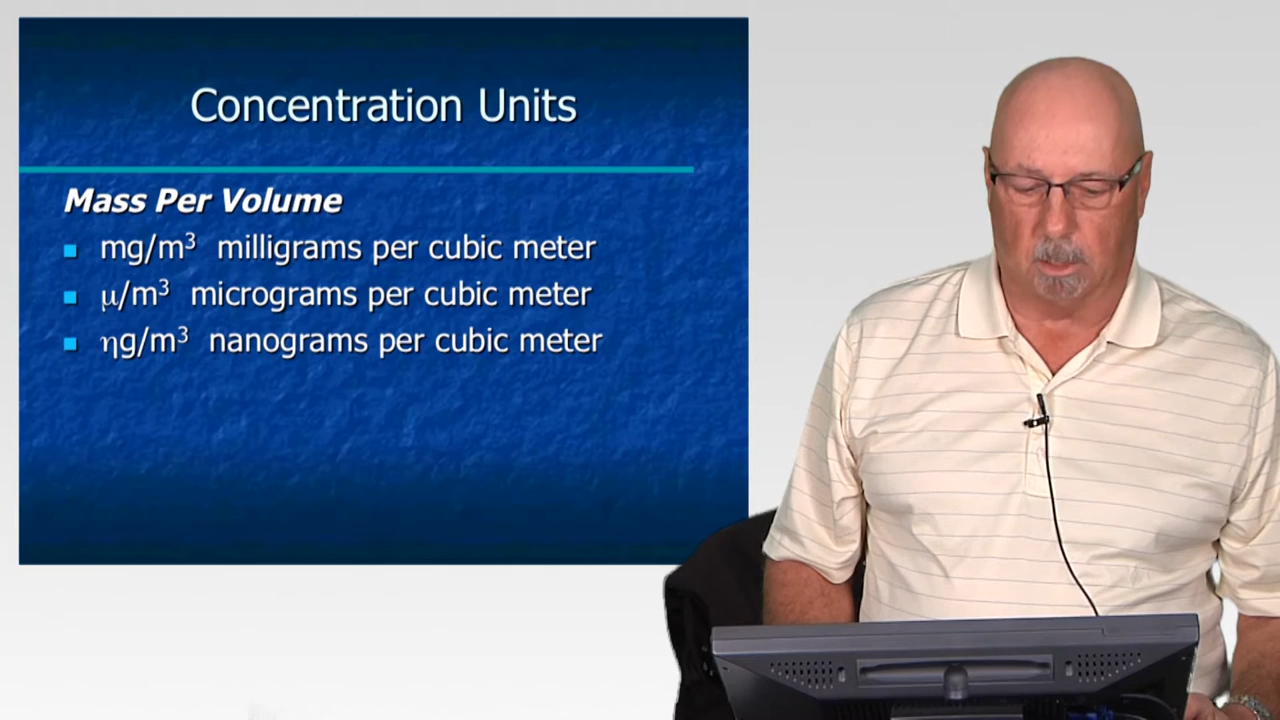 Concentration Units
Mass Per Volume
mg/m³ milligrams per cubic meter
μ/m³ micrograms per cubic meter
ηg/m³ nanograms per cubic meter